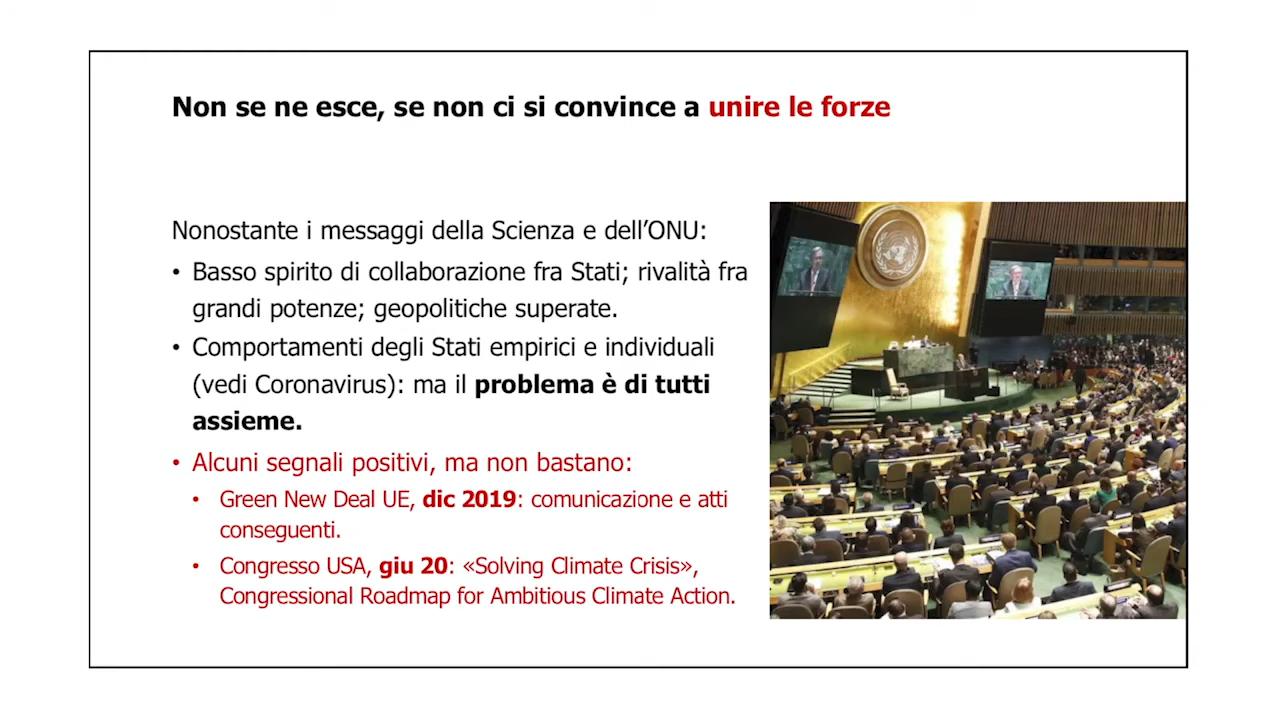 Non se ne esce, se non ci si convince a unire le forze
Nonostante i messaggi della Scienza e dell'ONU:
• Basso spirito di collaborazione fra Stati; rivalità fra
grandi potenze; geopolitiche superate.
• Comportamenti degli Stati empirici e individuali
(vedi Coronavirus): ma il problema è di tutti
assieme.
• Alcuni segnali positivi, ma non bastano:
• Green New Deal UE, dic 2019: comunicazione e atti
conseguenti.
• Congresso USA, giu 20: «Solving Climate Crisis»,
Congressional Roadmap for Ambitious Climate Action.